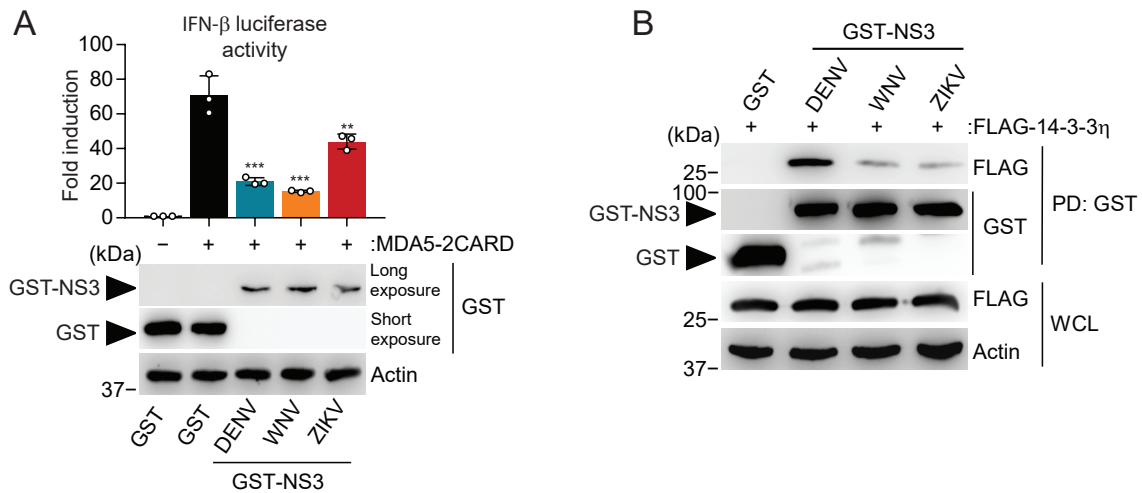 A
IFN-β luciferase
activity
Fold induction
100
80
60
40
20
0
***
***
**
− + + + + :MDA5-2CARD
(kDa)
GST-NS3
Long
exposure
GST
Short
exposure
GST
Actin
37
GST
GST
DENV
WNV
ZIKV
GST-NS3
B
GST-NS3
GST
DENV
WNV
ZIKV
(kDa)
+ + + + :FLAG-14-3-3η
25
FLAG
100
GST-NS3
GST
GST
PD: GST
25
FLAG
WCL
37
Actin